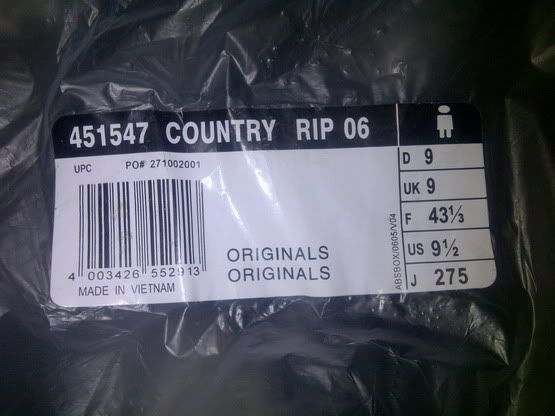 451547 COUNTRY RIP 06
UPC PO# 271002001
4 003426 552913
MADE IN VIETNAM
ORIGINALS
ORIGINALS
ABSBOX/0605/V04
D 9
UK 9
F 43⅓
US 9½
J 275